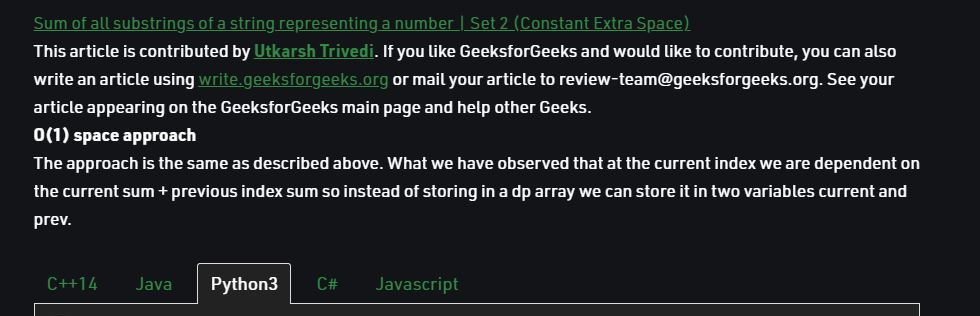 Sum of all substrings of a string representing a number | Set 2 (Constant Extra Space)
This article is contributed by Utkarsh Trivedi. If you like GeeksforGeeks and would like to contribute, you can also
write an article using write.geeksforgeeks.org or mail your article to review-team@geeksforgeeks.org. See your
article appearing on the GeeksforGeeks main page and help other Geeks.
O(1) space approach
The approach is the same as described above. What we have observed that at the current index we are dependent on
the current sum + previous index sum so instead of storing in a dp array we can store it in two variables current and
prev.
C++14 Java Python3 C# Javascript